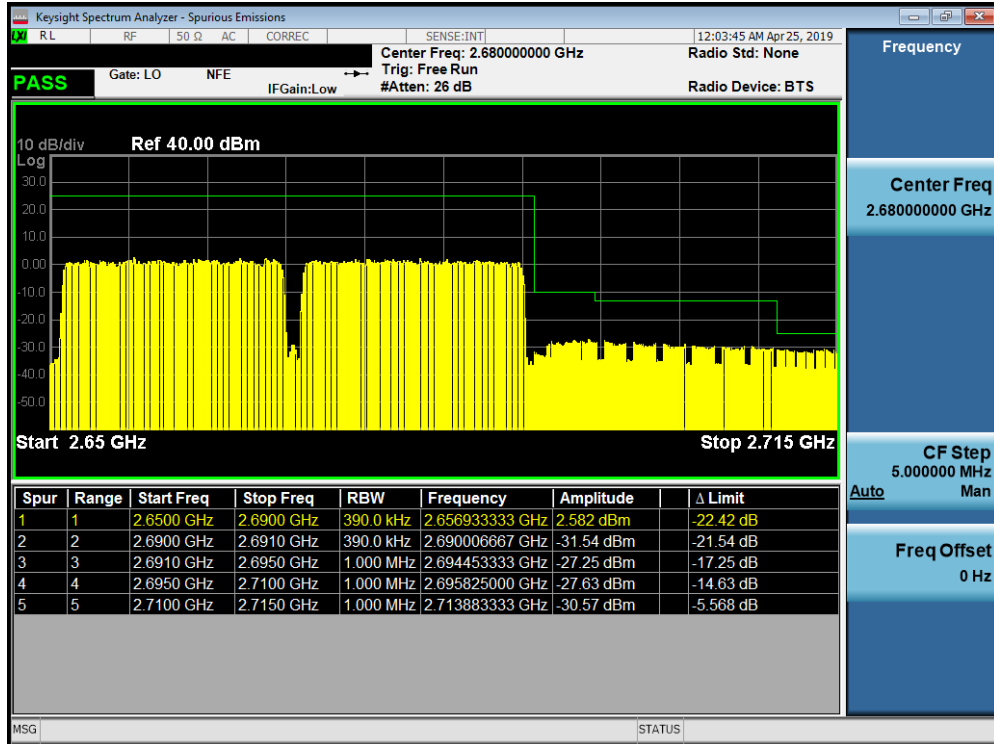 Keysight Spectrum Analyzer - Spurious Emissions
LXI RL RF 50 Ω AC CORREC SENSE:INT 12:03:45 AM Apr 25, 2019
Center Freq: 2.680000000 GHz Radio Std: None
PASS Gate: LO NFE Trig: Free Run
IFGain:Low #Atten: 26 dB Radio Device: BTS
10 dB/div Ref 40.00 dBm
Log
30.0
20.0
10.0
0.00
-10.0
-20.0
-30.0
-40.0
-50.0
Start 2.65 GHz Stop 2.715 GHz
Spur Range Start Freq Stop Freq RBW Frequency Amplitude Δ Limit
1 1 2.6500 GHz 2.6900 GHz 390.0 kHz 2.656933333 GHz 2.582 dBm -22.42 dB
2 2 2.6900 GHz 2.6910 GHz 390.0 kHz 2.690006667 GHz -31.54 dBm -21.54 dB
3 3 2.6910 GHz 2.6950 GHz 1.000 MHz 2.694453333 GHz -27.25 dBm -17.25 dB
4 4 2.6950 GHz 2.7100 GHz 1.000 MHz 2.695825000 GHz -27.63 dBm -14.63 dB
5 5 2.7100 GHz 2.7150 GHz 1.000 MHz 2.713883333 GHz -30.57 dBm -5.568 dB
Frequency
Center Freq
2.680000000 GHz
CF Step
5.000000 MHz
Auto Man
Freq Offset
0 Hz
MSG STATUS